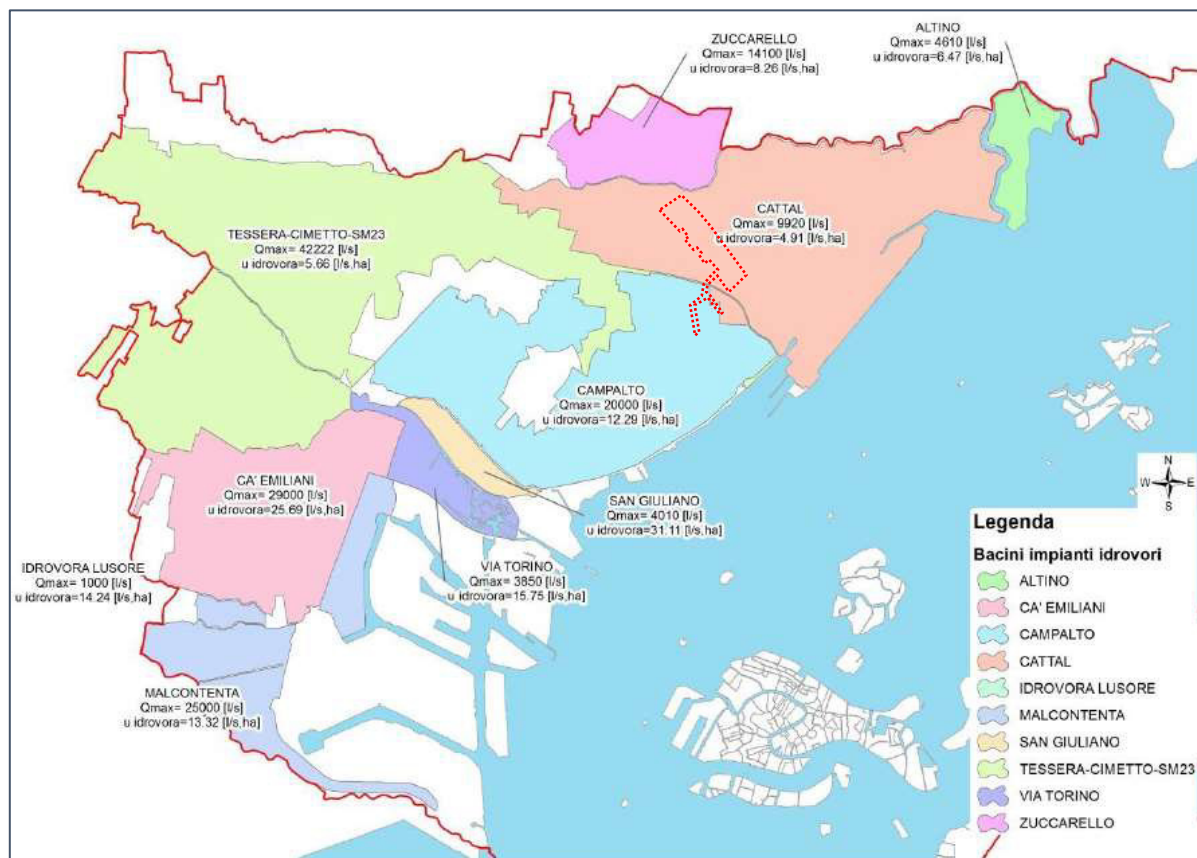 ZUCCARELLO
Qmax= 14100 [l/s]
u idrovora=8.26 [l/s,ha]
ALTINO
Qmax= 4610 [l/s]
u idrovora=6.47 [l/s,ha]
CATTAL
Qmax= 9920 [l/s]
u idrovora=4.91 [l/s,ha]
TESSERA-CIMETTO-SM23
Qmax= 42222 [l/s]
u idrovora=5.66 [l/s,ha]
CAMPALTO
Qmax= 20000 [l/s]
u idrovora=12.29 [l/s,ha]
CA' EMILIANI
Qmax= 29000 [l/s]
u idrovora=25.69 [l/s,ha]
SAN GIULIANO
Qmax= 4010 [l/s]
u idrovora=31.11 [l/s,ha]
IDROVORA LUSORE
Qmax= 1000 [l/s]
u idrovora=14.24 [l/s,ha]
VIA TORINO
Qmax= 3850 [l/s]
u idrovora=15.75 [l/s,ha]
MALCONTENTA
Qmax= 25000 [l/s]
u idrovora=13.32 [l/s,ha]
N
W E
S
Legenda
Bacini impianti idrovori
ALTINO
CA' EMILIANI
CAMPALTO
CATTAL
IDROVORA LUSORE
MALCONTENTA
SAN GIULIANO
TESSERA-CIMETTO-SM23
VIA TORINO
ZUCCARELLO